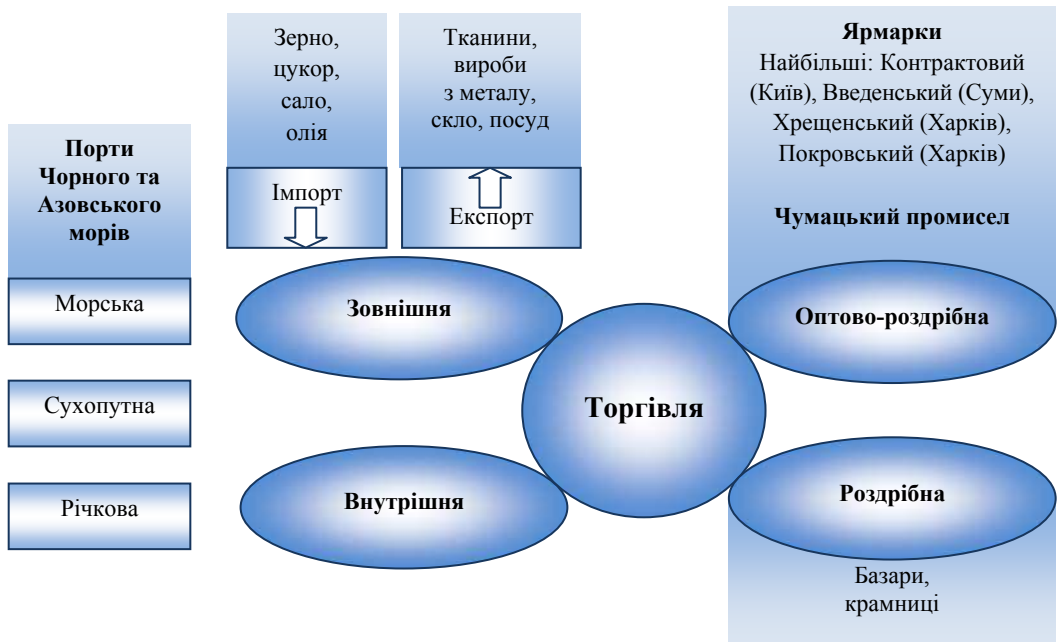 Порти
Чорного та
Азовського
морів
Морська
Сухопутна
Річкова
Зерно,
цукор,
сало,
олія
Імпорт
Тканини,
вироби
з металу,
скло, посуд
Експорт
Зовнішня
Внутрішня
Торгівля
Ярмарки
Найбільші: Контрактовий
(Київ), Введенський (Суми),
Хрещенський (Харків),
Покровський (Харків)
Чумацький промисел
Оптово-роздрібна
Роздрібна
Базари,
крамниці